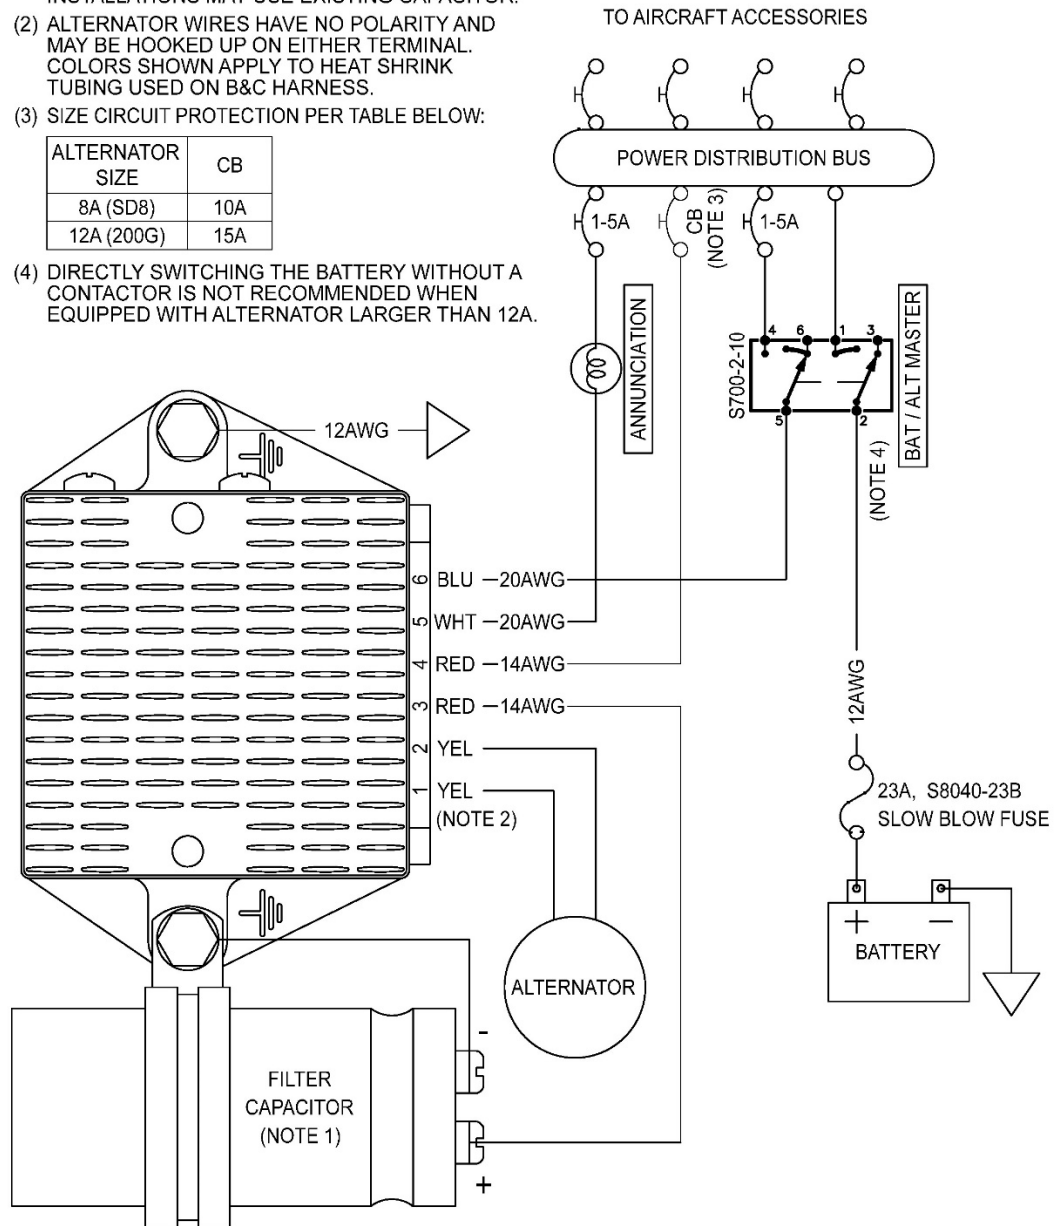 INSTALLATIONS MAY USE EXISTING CAPACITOR.
(2) ALTERNATOR WIRES HAVE NO POLARITY AND
MAY BE HOOKED UP ON EITHER TERMINAL.
COLORS SHOWN APPLY TO HEAT SHRINK
TUBING USED ON B&C HARNESS.
(3) SIZE CIRCUIT PROTECTION PER TABLE BELOW:
ALTERNATOR SIZE CB
8A (SD8) 10A
12A (200G) 15A
(4) DIRECTLY SWITCHING THE BATTERY WITHOUT A
CONTACTOR IS NOT RECOMMENDED WHEN
EQUIPPED WITH ALTERNATOR LARGER THAN 12A.
TO AIRCRAFT ACCESSORIES
POWER DISTRIBUTION BUS
1-5A
CB
(NOTE 3)
1-5A
ANNUNCIATION
S700-2-10
4 6 1 3
5 2
BAT / ALT MASTER
(NOTE 4)
12AWG
6 BLU 20AWG
5 WHT 20AWG
4 RED 14AWG
3 RED 14AWG
2 YEL
1 YEL
(NOTE 2)
12AWG
23A, S8040-23B
SLOW BLOW FUSE
+ −
BATTERY
ALTERNATOR
-
FILTER
CAPACITOR
(NOTE 1)
+